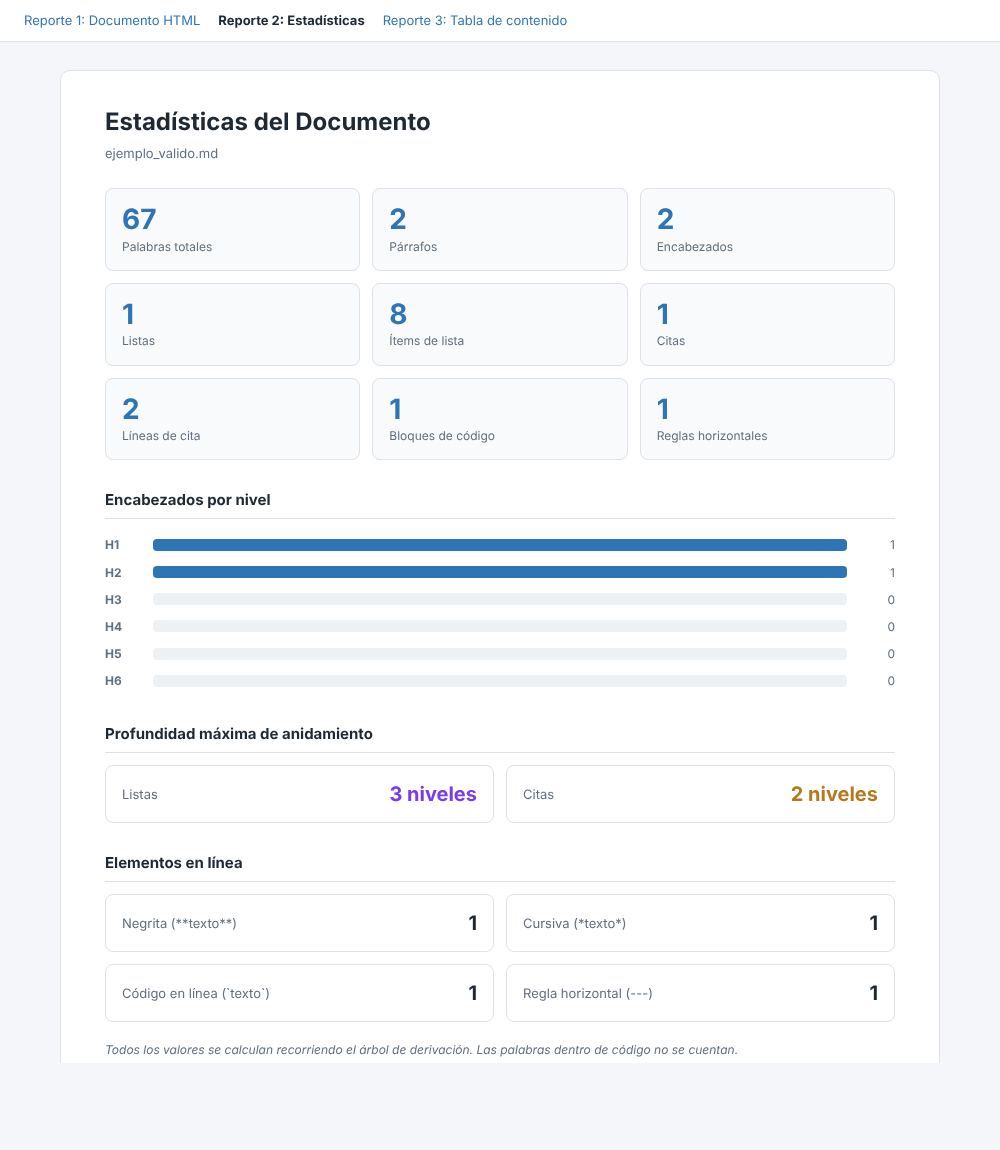 Reporte 1: Documento HTML Reporte 2: Estadísticas Reporte 3: Tabla de contenido
Estadísticas del Documento
ejemplo_valido.md
67
Palabras totales
2
Párrafos
2
Encabezados
1
Listas
8
Ítems de lista
1
Citas
2
Líneas de cita
1
Bloques de código
1
Reglas horizontales
Encabezados por nivel
H1 1
H2 1
H3 0
H4 0
H5 0
H6 0
Profundidad máxima de anidamiento
Listas 3 niveles
Citas 2 niveles
Elementos en línea
Negrita (**texto**) 1
Cursiva (*texto*) 1
Código en línea (`texto`) 1
Regla horizontal (---) 1
Todos los valores se calculan recorriendo el árbol de derivación. Las palabras dentro de código no se cuentan.